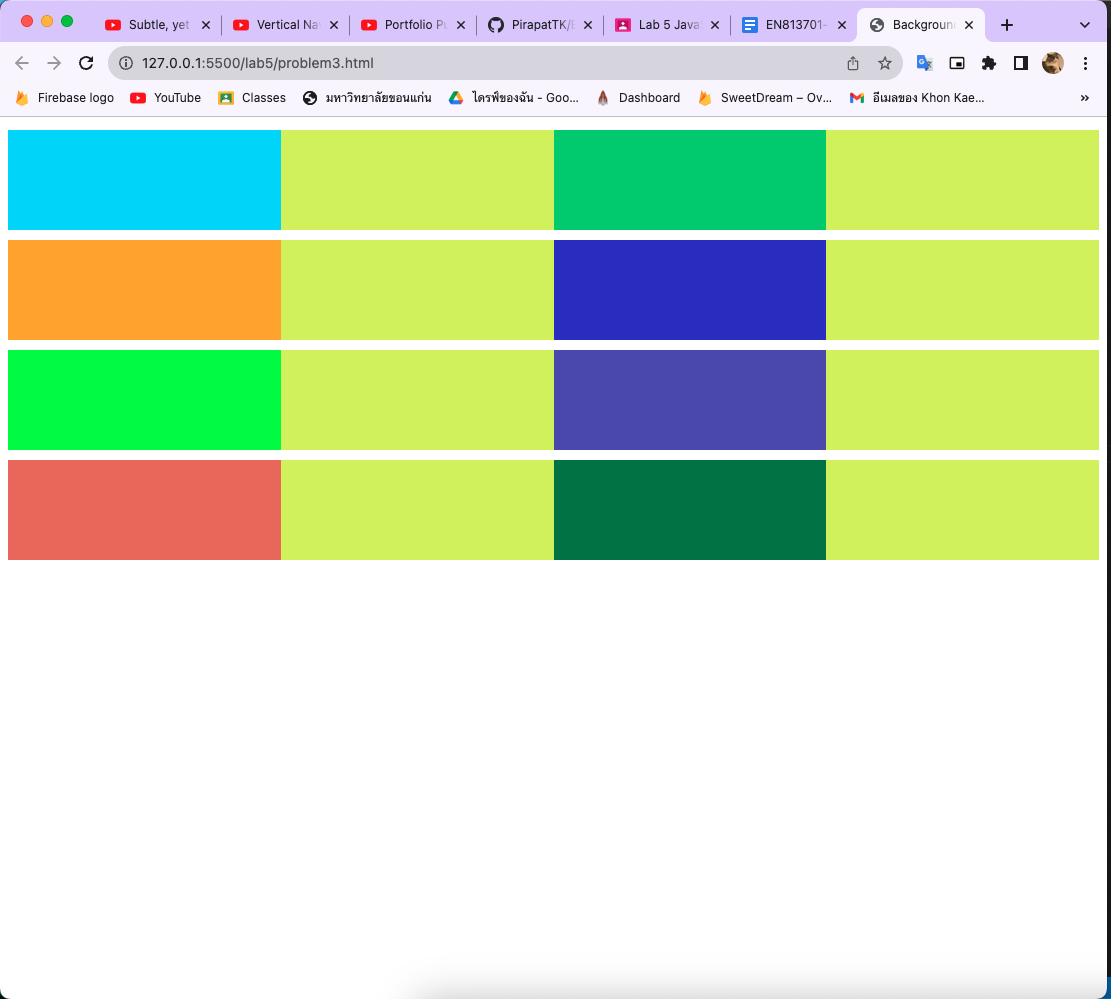 Subtle, yet
Vertical Na
Portfolio Pu
PirapatTK/E
Lab 5 JavaS
EN813701-
Background
127.0.0.1:5500/lab5/problem3.html
Firebase logo
YouTube
Classes
มหาวิทยาลัยขอนแก่น
ไดรฟ์ของฉัน - Goo...
Dashboard
SweetDream – Ov...
อีเมลของ Khon Kae...
»